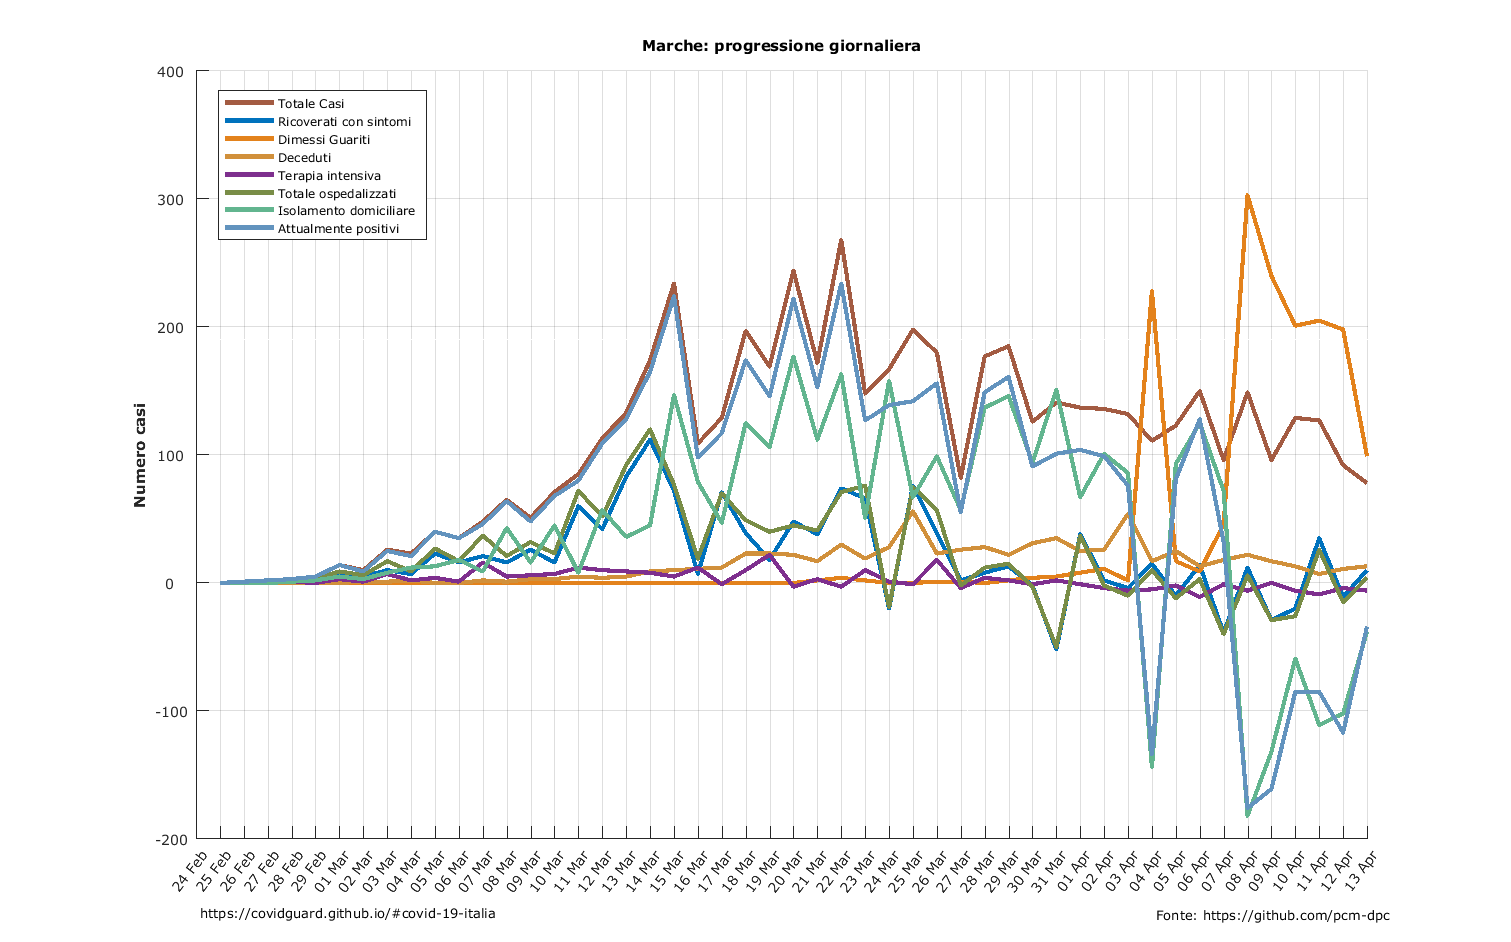 Marche: progressione giornaliera
400
300
200
100
0
-100
-200
Numero casi
Totale Casi
Ricoverati con sintomi
Dimessi Guariti
Deceduti
Terapia intensiva
Totale ospedalizzati
Isolamento domiciliare
Attualmente positivi
24 Feb
25 Feb
26 Feb
27 Feb
28 Feb
29 Feb
01 Mar
02 Mar
03 Mar
04 Mar
05 Mar
06 Mar
07 Mar
08 Mar
09 Mar
10 Mar
11 Mar
12 Mar
13 Mar
14 Mar
15 Mar
16 Mar
17 Mar
18 Mar
19 Mar
20 Mar
21 Mar
22 Mar
23 Mar
24 Mar
25 Mar
26 Mar
27 Mar
28 Mar
29 Mar
30 Mar
31 Mar
01 Apr
02 Apr
03 Apr
04 Apr
05 Apr
06 Apr
07 Apr
08 Apr
09 Apr
10 Apr
11 Apr
12 Apr
13 Apr
https://covidguard.github.io/#covid-19-italia
Fonte: https://github.com/pcm-dpc